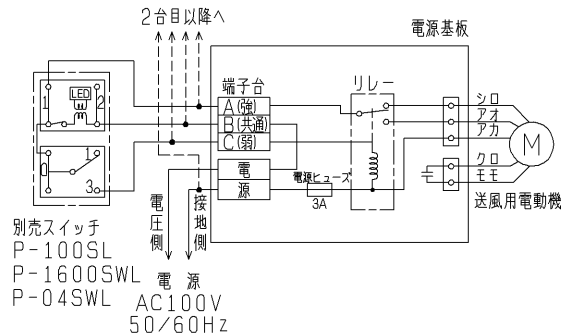 2台目以降へ
電源基板
端子台
リレー
LED
1
2
A(強)
B(共通)
C(弱)
シロ
アオ
アカ
M
1
3
電
源
電源ヒューズ
3A
クロ
モモ
送風用電動機
電圧側
接地側
別売スイッチ
P-100SL
P-1600SWL
P-04SWL
電 源
AC100V
50/60Hz